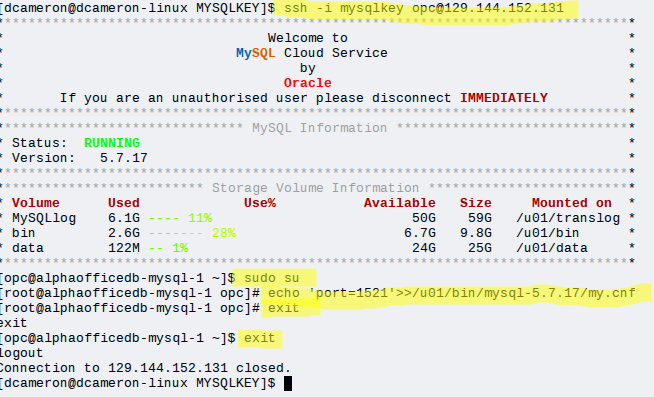 [dcameron@dcameron-linux MYSQLKEY]$ ssh -i mysqlkey opc@129.144.152.131
*******************************************************************************
* Welcome to *
* MySQL Cloud Service *
* by *
* Oracle *
* If you are an unauthorised user please disconnect IMMEDIATELY *
*******************************************************************************
******************************* MySQL Information ******************************
* Status: RUNNING *
* Version: 5.7.17 *
*******************************************************************************
************************** Storage Volume Information **************************
* Volume Used Use% Available Size Mounted on *
* MySQLlog 6.1G ---- 11% 50G 59G /u01/translog *
* bin 2.6G ------- 28% 6.7G 9.8G /u01/bin *
* data 122M -- 1% 24G 25G /u01/data *
*******************************************************************************
[opc@alphaofficedb-mysql-1 ~]$ sudo su
[root@alphaofficedb-mysql-1 opc]# echo 'port=1521'>>/u01/bin/mysql-5.7.17/my.cnf
[root@alphaofficedb-mysql-1 opc]# exit
exit
[opc@alphaofficedb-mysql-1 ~]$ exit
logout
Connection to 129.144.152.131 closed.
[dcameron@dcameron-linux MYSQLKEY]$